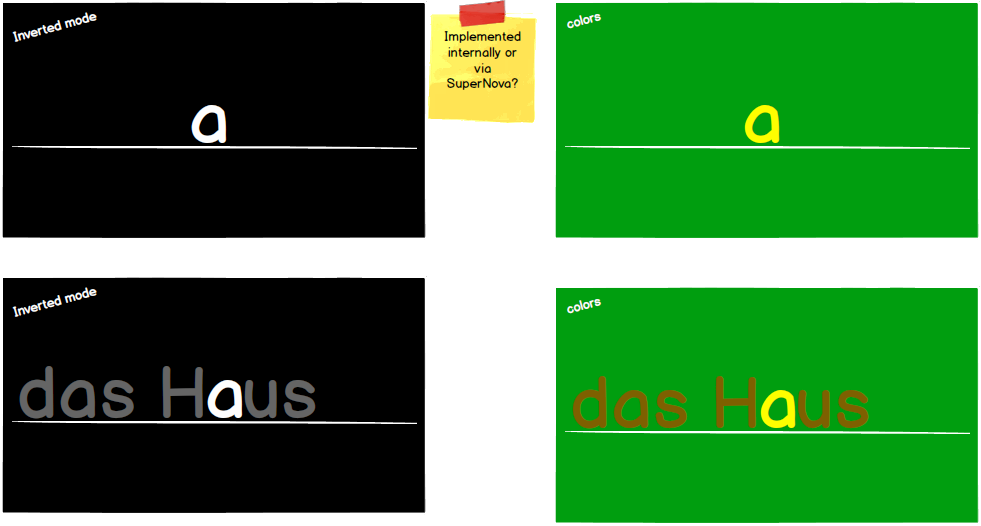 Inverted mode
a
Implemented
internally or
via
SuperNova?
colors
a
Inverted mode
das Haus
colors
das Haus